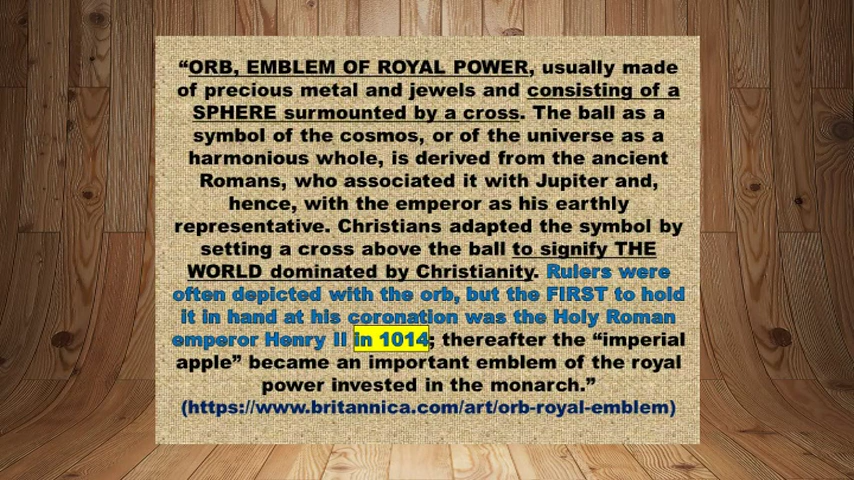 “ORB, EMBLEM OF ROYAL POWER, usually made
of precious metal and jewels and consisting of a
SPHERE surmounted by a cross. The ball as a
symbol of the cosmos, or of the universe as a
harmonious whole, is derived from the ancient
Romans, who associated it with Jupiter and,
hence, with the emperor as his earthly
representative. Christians adapted the symbol by
setting a cross above the ball to signify THE
WORLD dominated by Christianity. Rulers were
often depicted with the orb, but the FIRST to hold
it in hand at his coronation was the Holy Roman
emperor Henry II in 1014; thereafter the “imperial
apple” became an important emblem of the royal
power invested in the monarch.”
(https://www.britannica.com/art/orb-royal-emblem)